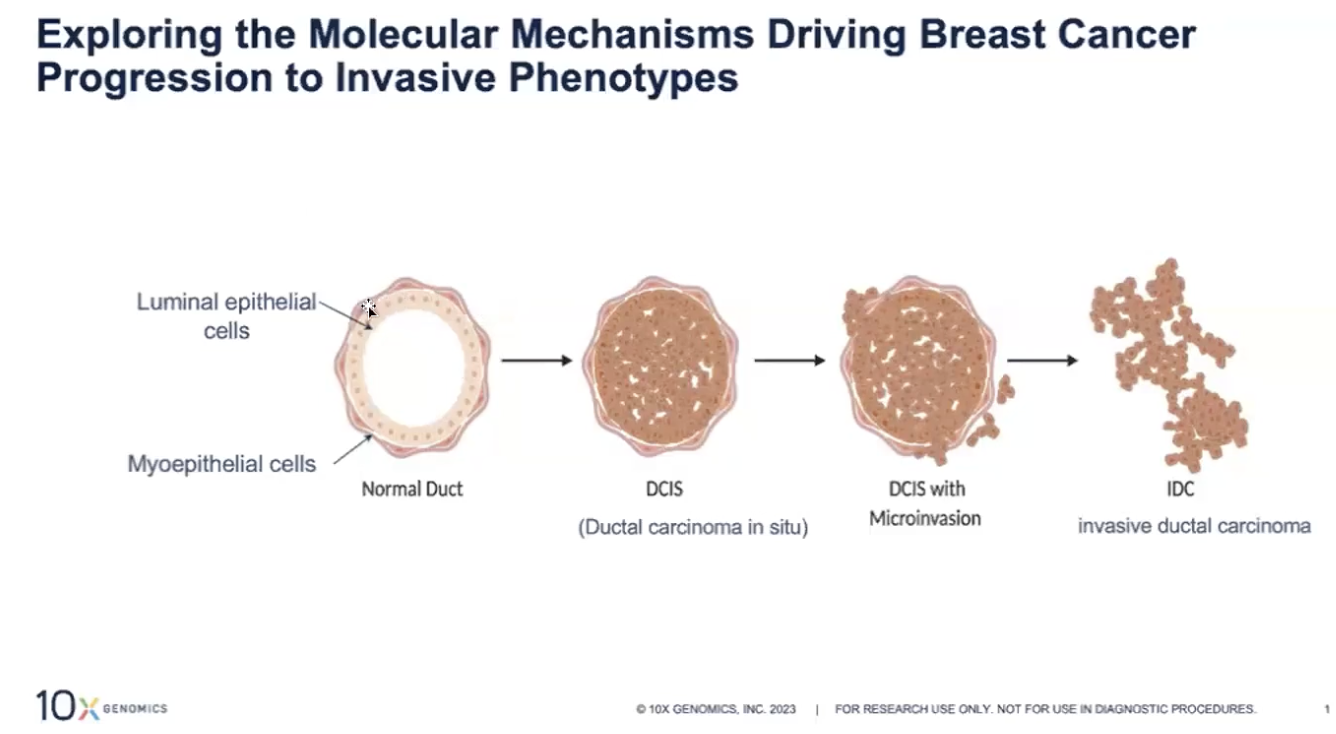 Exploring the Molecular Mechanisms Driving Breast Cancer
Progression to Invasive Phenotypes
Luminal epithelial
cells
Myoepithelial cells
Normal Duct
DCIS
(Ductal carcinoma in situ)
DCIS with
Microinvasion
IDC
invasive ductal carcinoma
10X GENOMICS
© 10X GENOMICS, INC. 2023 | FOR RESEARCH USE ONLY. NOT FOR USE IN DIAGNOSTIC PROCEDURES. 1